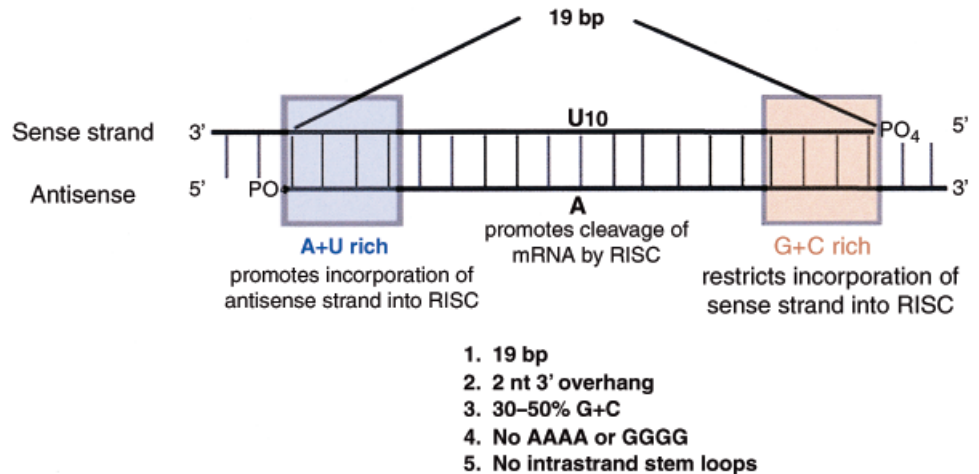 19 bp
Sense strand 3' U10 PO4 5'
Antisense 5' PO 3'
A
promotes cleavage of
mRNA by RISC
A+U rich
promotes incorporation of
antisense strand into RISC
G+C rich
restricts incorporation of
sense strand into RISC
1. 19 bp
2. 2 nt 3' overhang
3. 30–50% G+C
4. No AAAA or GGGG
5. No intrastrand stem loops